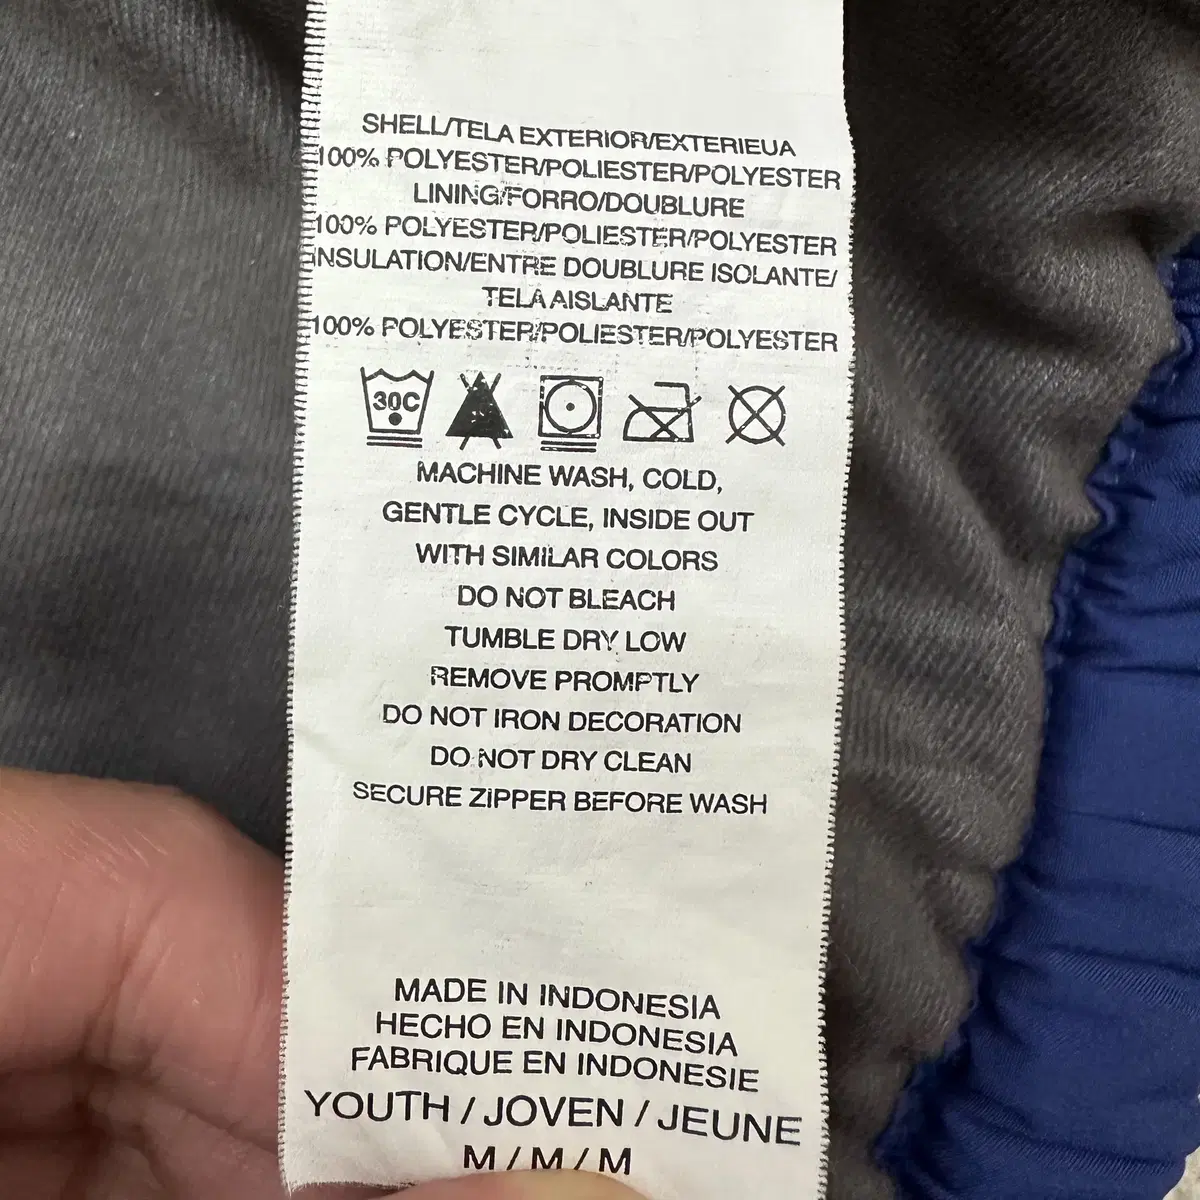 SHELL/TELA EXTERIOR/EXTERIEUA
100% POLYESTER/POLIESTER/POLYESTER
LINING/FORRO/DOUBLURE
100% POLYESTER/POLIESTER/POLYESTER
INSULATION/ENTRE DOUBLURE ISOLANTE/
TELA AISLANTE
100% POLYESTER/POLIESTER/POLYESTER
30C
MACHINE WASH, COLD,
GENTLE CYCLE, INSIDE OUT
WITH SIMILAR COLORS
DO NOT BLEACH
TUMBLE DRY LOW
REMOVE PROMPTLY
DO NOT IRON DECORATION
DO NOT DRY CLEAN
SECURE ZIPPER BEFORE WASH
MADE IN INDONESIA
HECHO EN INDONESIA
FABRIQUE EN INDONESIE
YOUTH / JOVEN / JEUNE
M / M / M